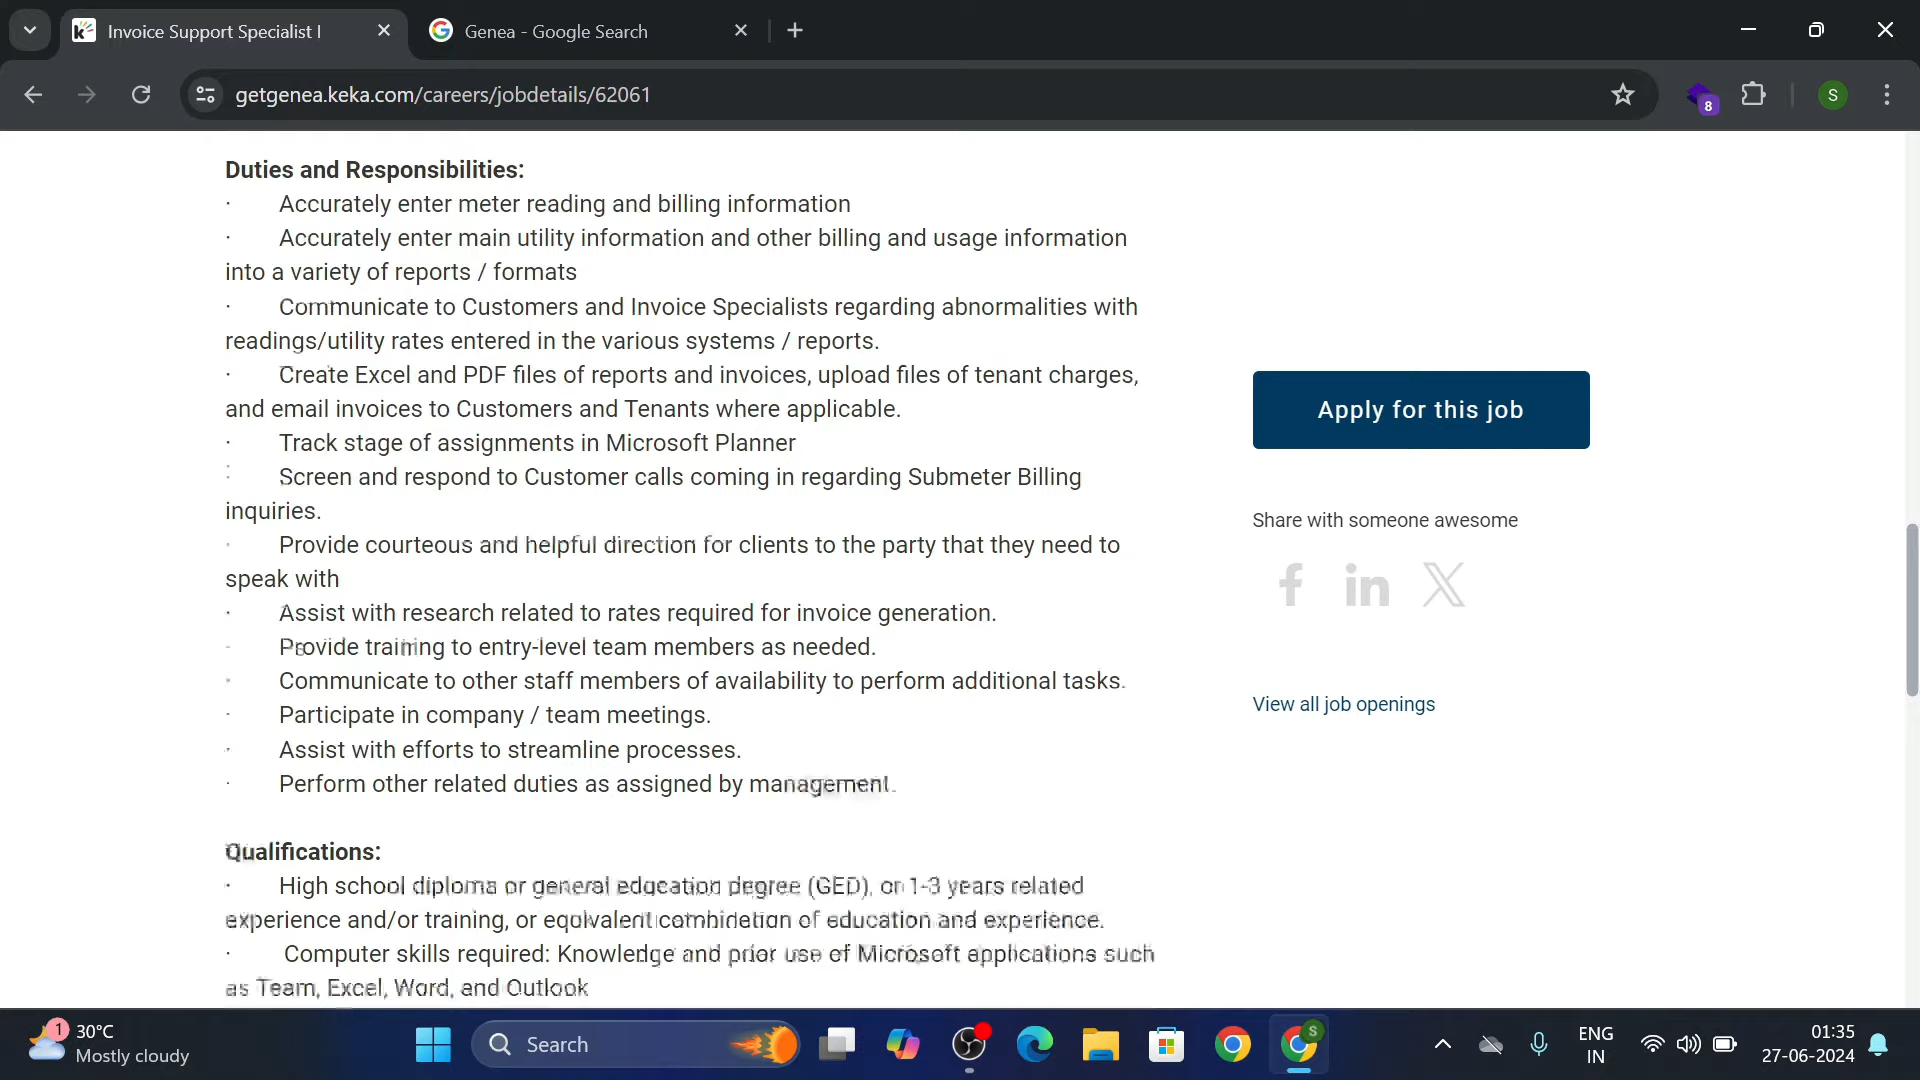 Invoice Support Specialist I
Genea - Google Search
getgenea.keka.com/careers/jobdetails/62061
8
S
Duties and Responsibilities:
· Accurately enter meter reading and billing information
· Accurately enter main utility information and other billing and usage information
into a variety of reports / formats
· Communicate to Customers and Invoice Specialists regarding abnormalities with
readings/utility rates entered in the various systems / reports.
· Create Excel and PDF files of reports and invoices, upload files of tenant charges,
and email invoices to Customers and Tenants where applicable.
· Track stage of assignments in Microsoft Planner
· Screen and respond to Customer calls coming in regarding Submeter Billing
inquiries.
· Provide courteous and helpful direction for clients to the party that they need to
speak with
· Assist with research related to rates required for invoice generation.
· Provide training to entry-level team members as needed.
· Communicate to other staff members of availability to perform additional tasks.
· Participate in company / team meetings.
· Assist with efforts to streamline processes.
· Perform other related duties as assigned by management.
Qualifications:
· High school diploma or general education degree (GED), or 1-3 years related
experience and/or training, or equivalent combination of education and experience.
· Computer skills required: Knowledge and prior use of Microsoft applications such
as Team, Excel, Word, and Outlook
Apply for this job
Share with someone awesome
f in X
View all job openings
1
30°C
Mostly cloudy
Search
S
ENG
IN
01:35
27-06-2024